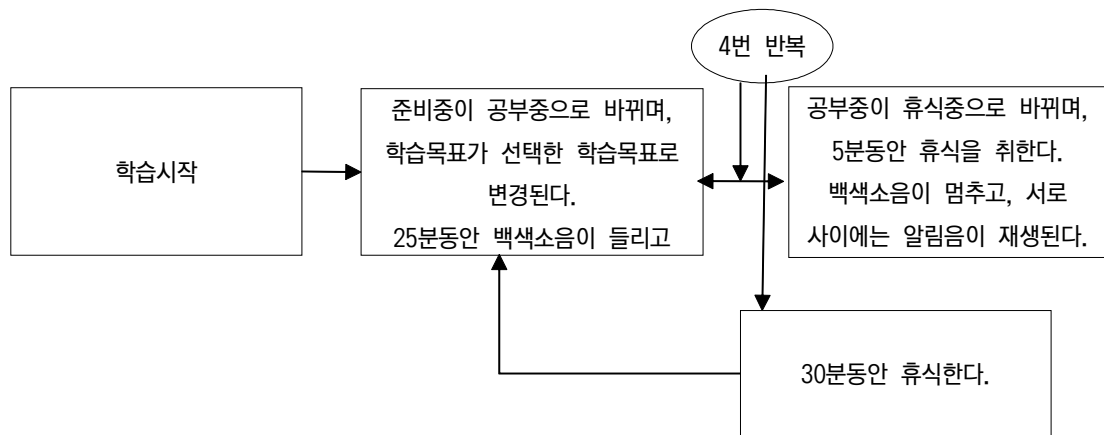 4번 반복
학습시작
준비중이 공부중으로 바뀌며,
학습목표가 선택한 학습목표로
변경된다.
25분동안 백색소음이 들리고
공부중이 휴식중으로 바뀌며,
5분동안 휴식을 취한다.
백색소음이 멈추고, 서로
사이에는 알림음이 재생된다.
30분동안 휴식한다.